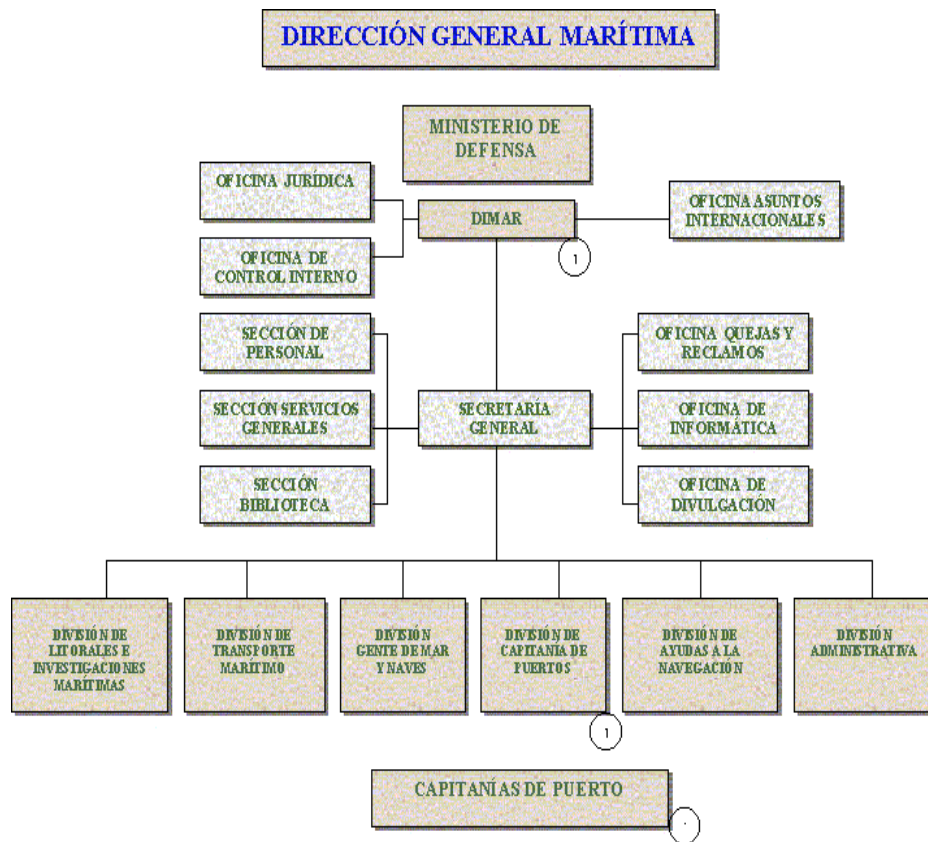 DIRECCIÓN GENERAL MARÍTIMA
MINISTERIO DE
DEFENSA
OFICINA JURÍDICA
DIMAR
OFICINA ASUNTOS
INTERNACIONALES
1
OFICINA DE
CONTROL INTERNO
SECCIÓN DE
PERSONAL
OFICINA QUEJAS Y
RECLAMOS
SECCIÓN SERVICIOS
GENERALES
SECRETARÍA
GENERAL
OFICINA DE
INFORMÁTICA
SECCIÓN
BIBLIOTECA
OFICINA DE
DIVULGACIÓN
DIVISIÓN DE
LITORALES E
INVESTIGACIONES
MARÍTIMAS
DIVISIÓN DE
TRANSPORTE
MARÍTIMO
DIVISIÓN
GENTE DE MAR
Y NAVES
DIVISIÓN DE
CAPITANÍA DE
PUERTOS
DIVISIÓN DE
AYUDAS A LA
NAVEGACIÓN
DIVISIÓN
ADMINISTRATIVA
1
CAPITANÍAS DE PUERTO